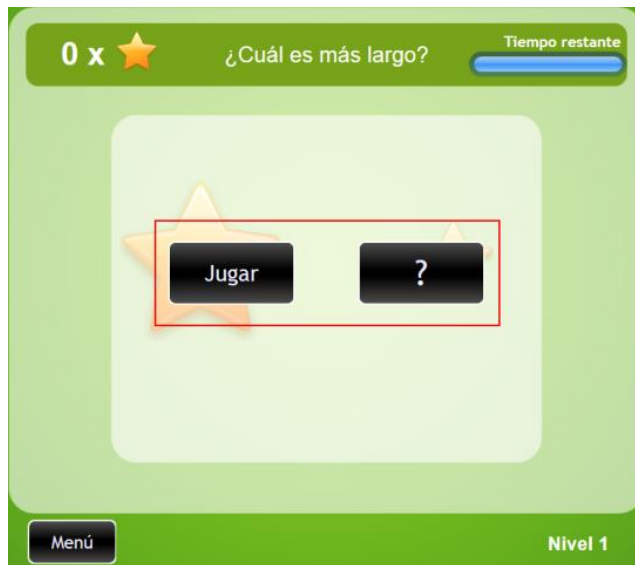 0 x
¿Cuál es más largo?
Tiempo restante
Jugar
?
Menú
Nivel 1